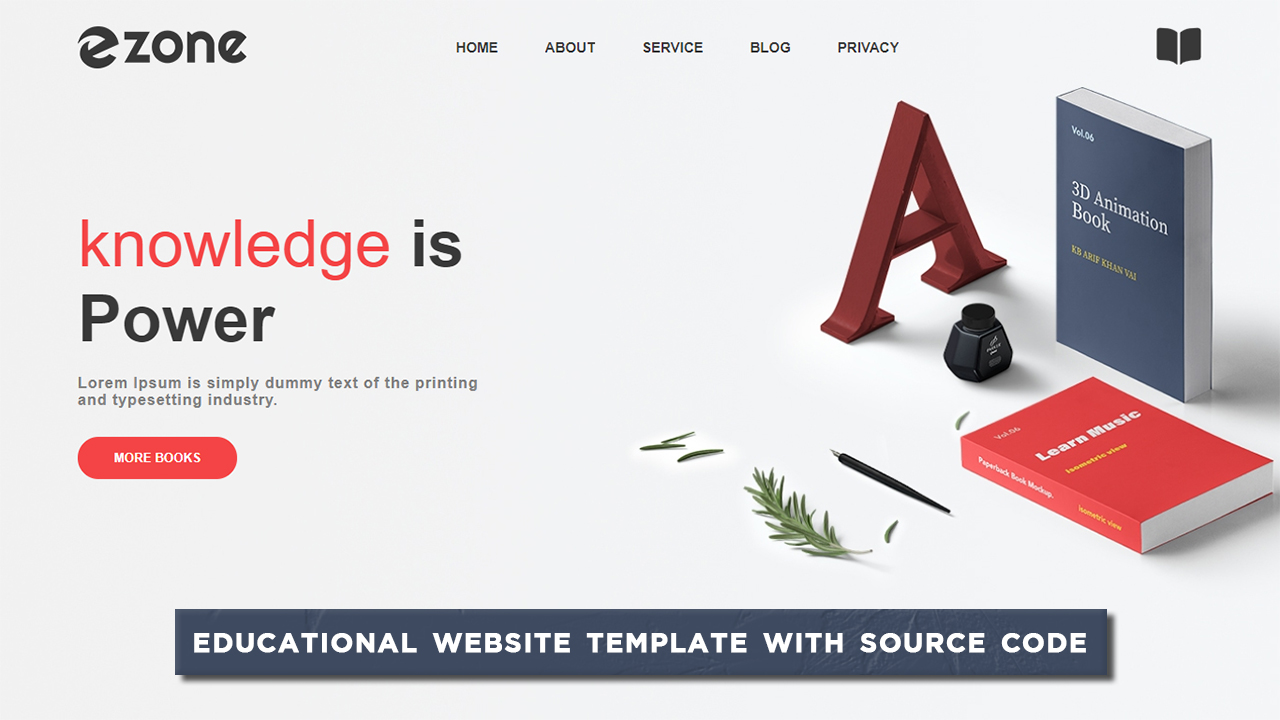 ezone
HOME ABOUT SERVICE BLOG PRIVACY
knowledge is
Power
Lorem Ipsum is simply dummy text of the printing
and typesetting industry.
MORE BOOKS
Vol.06
3D Animation
Book
KB ARIF KHAN VAI
Vol.06
Learn Music
isometric view
Paperback Book Mockup.
isometric view
EDUCATIONAL WEBSITE TEMPLATE WITH SOURCE CODE